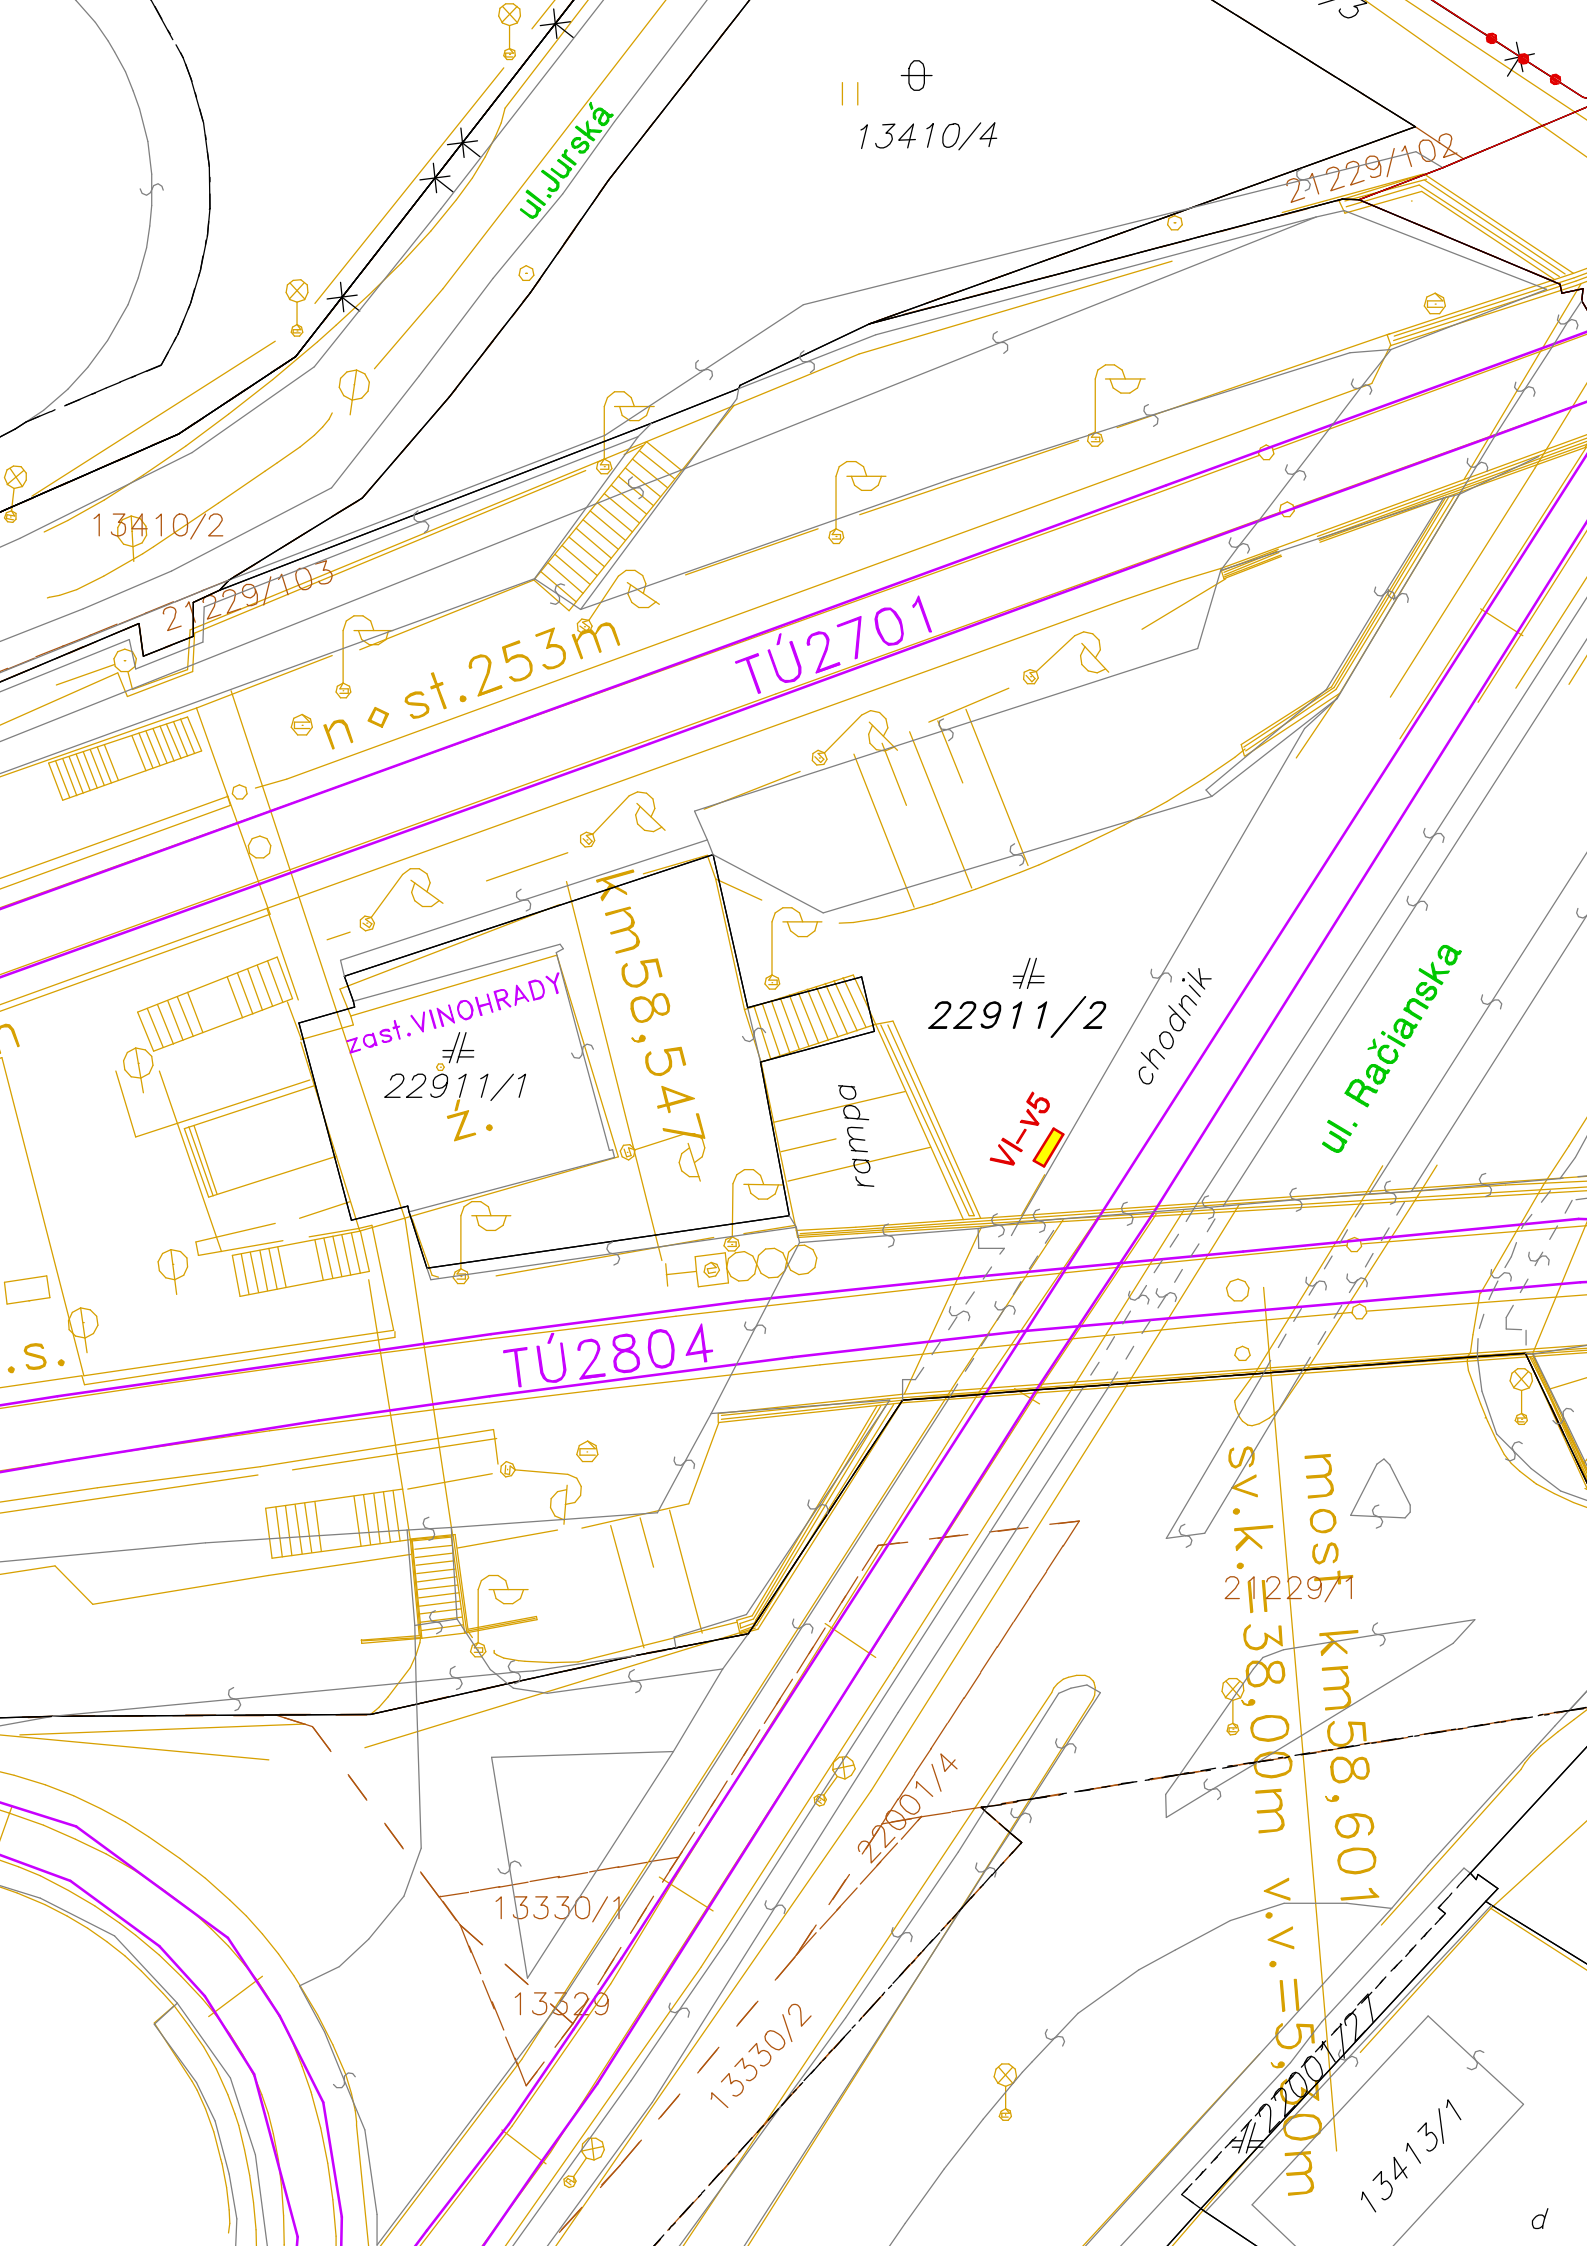 ul.Jurská
13410/4
21229/102
13410/2
21229/103
n st.253m
TÚ2701
km58,547
zast.VINOHRADY
22911/1
ž.
22911/2
chodnik
rampa
VI-v5
ul. Račianska
.s.
TÚ2804
most km58,601
sv.k.=38,00m v.v.=5,
21229/1
22001/4
13330/1
13329
13330/2
22001/27
13413/1
d